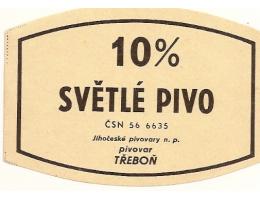 10%
SVĚTLÉ PIVO
ČSN 56 6635
Jihočeské pivovary n. p.
pivovar
TŘEBOŇ